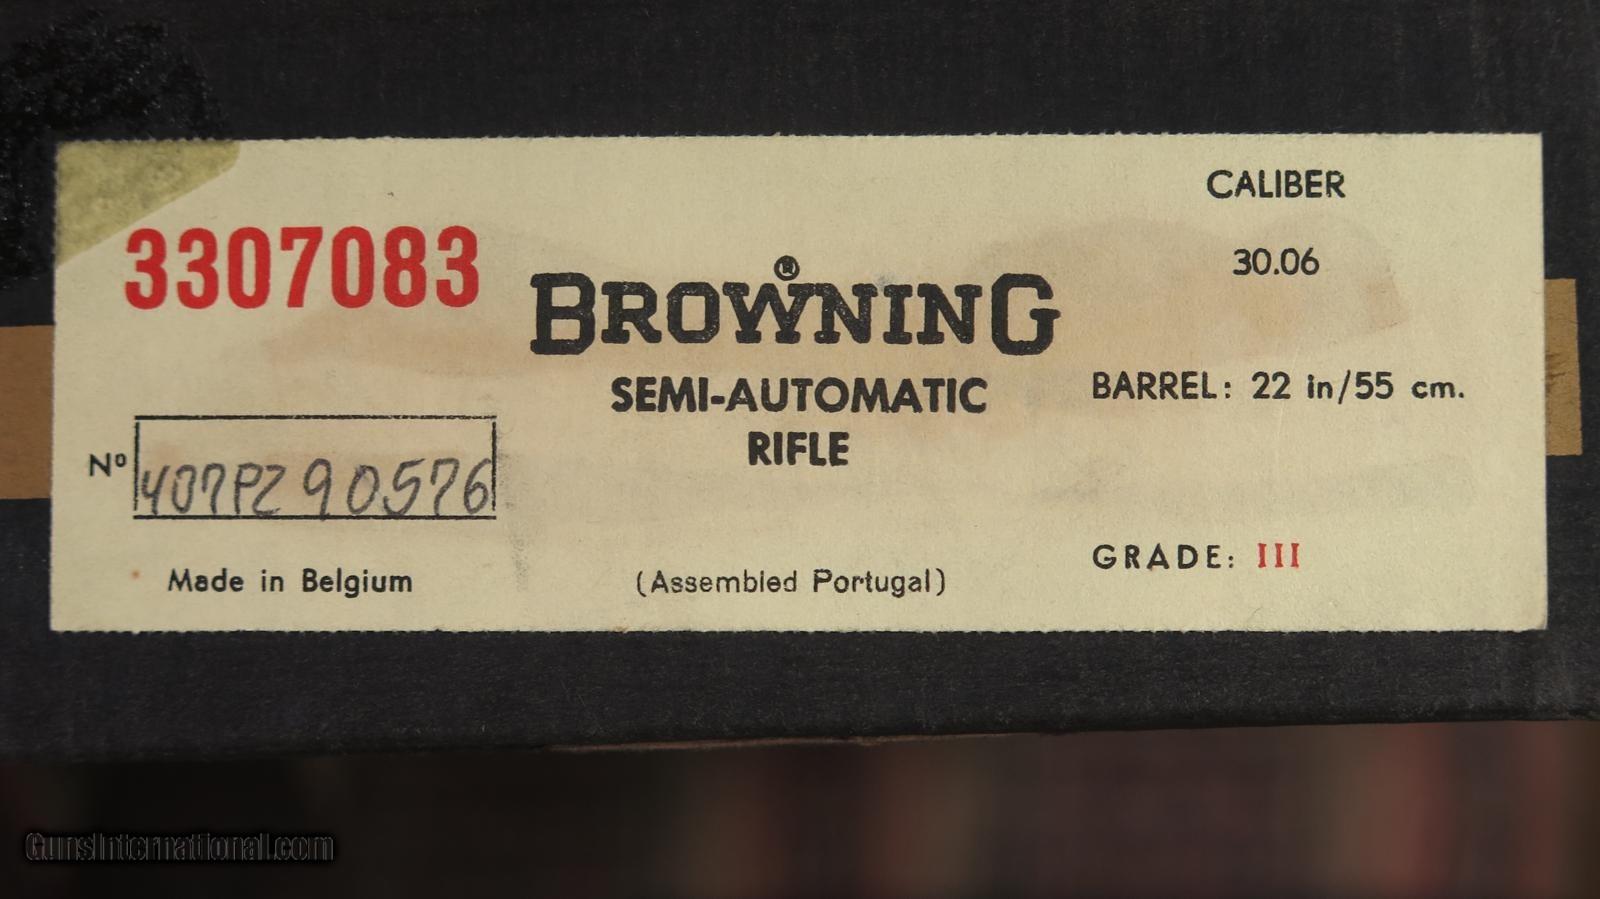 3307083
BROWNING®
SEMI-AUTOMATIC
RIFLE
CALIBER
30.06
BARREL: 22 in/55 cm.
GRADE: III
Nº 407PZ90576
Made in Belgium
(Assembled Portugal)
GunsInternational.com